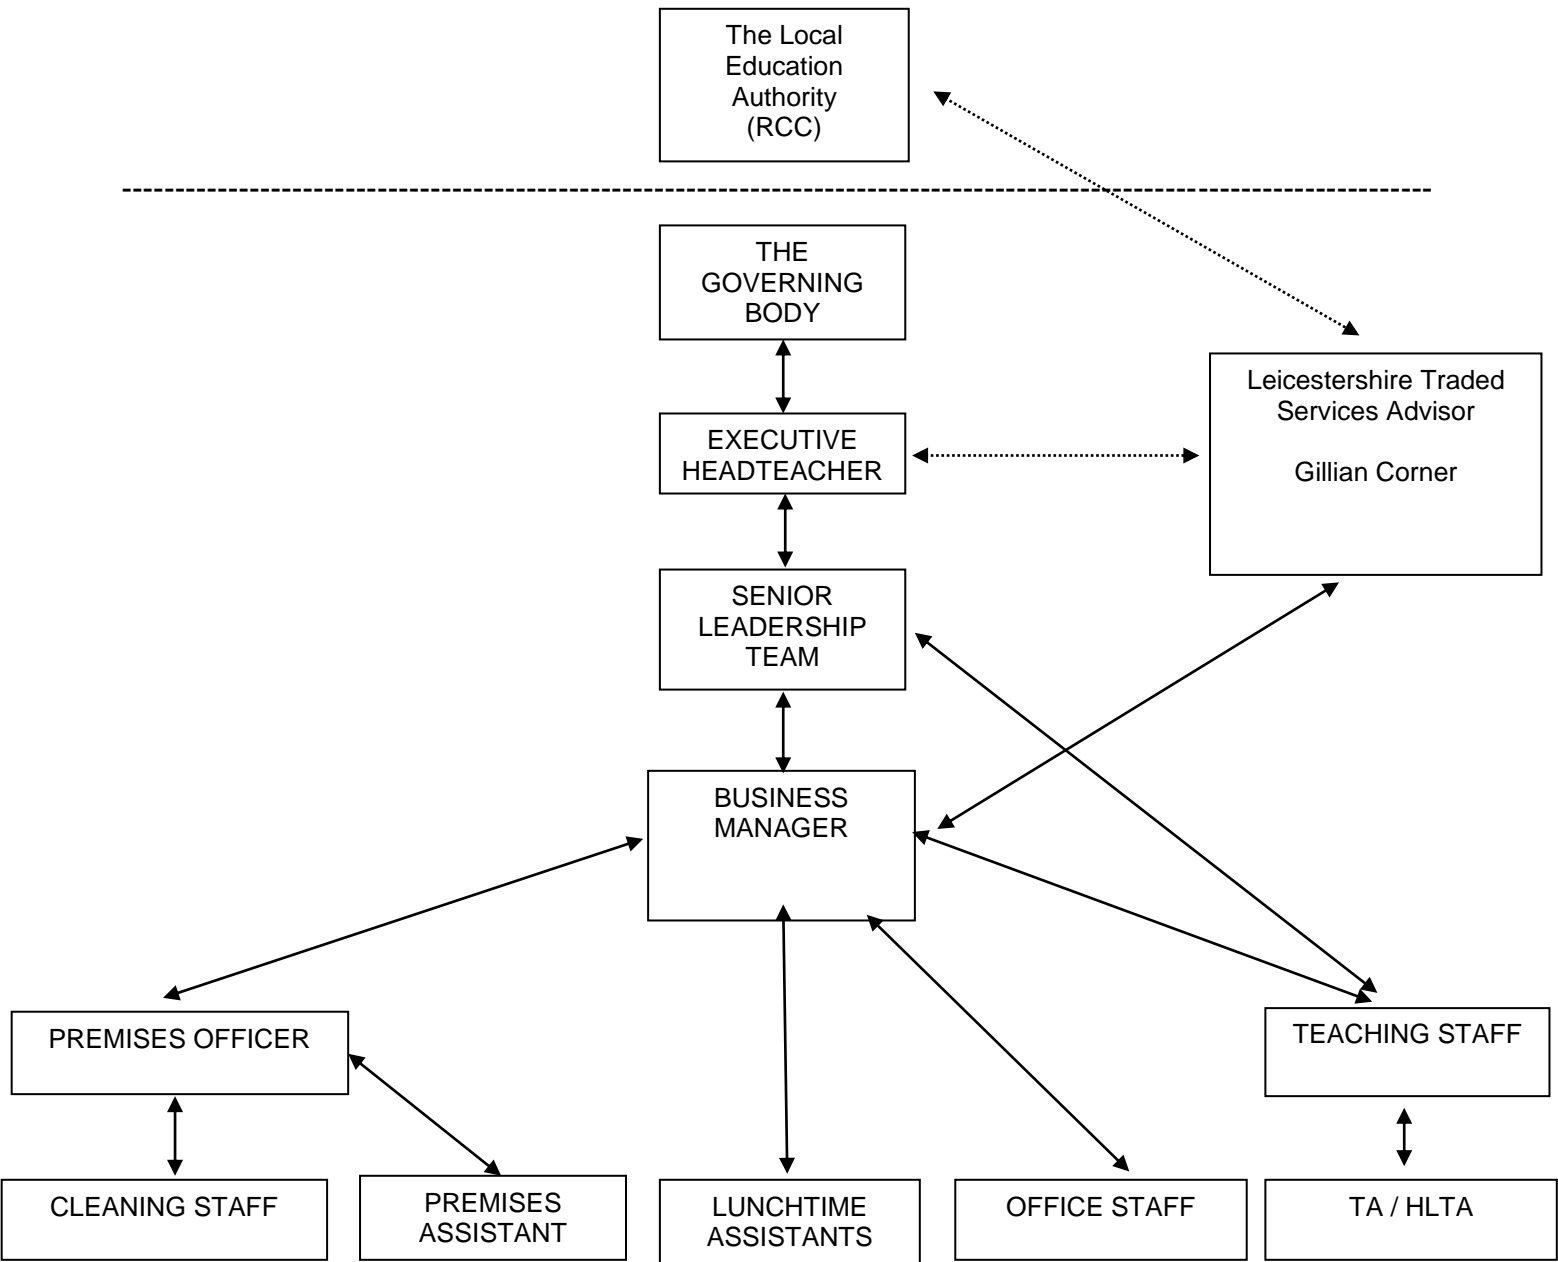 The Local
Education
Authority
(RCC)
THE
GOVERNING
BODY
Leicestershire Traded
Services Advisor
Gillian Corner
EXECUTIVE
HEADTEACHER
SENIOR
LEADERSHIP
TEAM
BUSINESS
MANAGER
PREMISES OFFICER
TEACHING STAFF
CLEANING STAFF
PREMISES
ASSISTANT
LUNCHTIME
ASSISTANTS
OFFICE STAFF
TA / HLTA